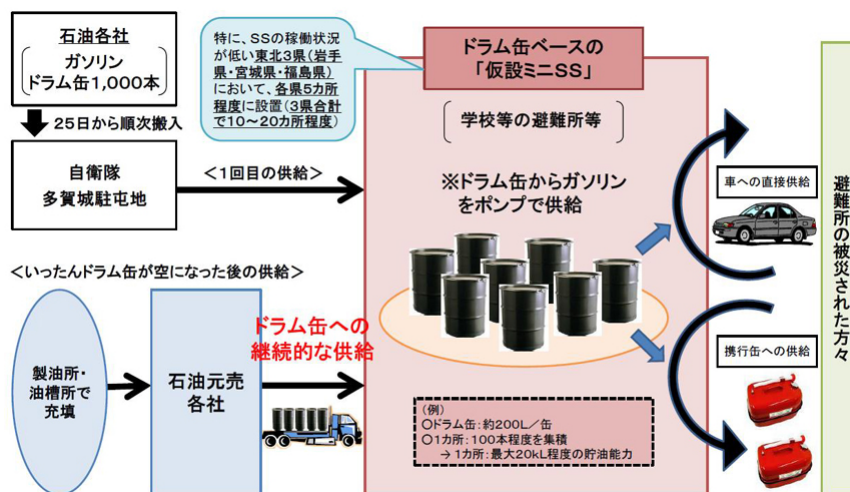 石油各社
ガソリン
ドラム缶1,000本
25日から順次搬入
自衛隊
多賀城駐屯地
<1回目の供給>
特に、SSの稼働状況
が低い東北3県(岩手
県・宮城県・福島県)
において、各県5カ所
程度に設置(3県合計
で10~20カ所程度)
ドラム缶ベースの
「仮設ミニSS」
学校等の避難所等
※ドラム缶からガソリン
をポンプで供給
<いったんドラム缶が空になった後の供給>
製油所・
油槽所で
充填
石油元売
各社
ドラム缶への
継続的な供給
(例)
○ドラム缶:約200L/缶
○1カ所:100本程度を集積
→ 1カ所:最大20kL程度の貯油能力
車への直接供給
携行缶への供給
避難所の被災された方々